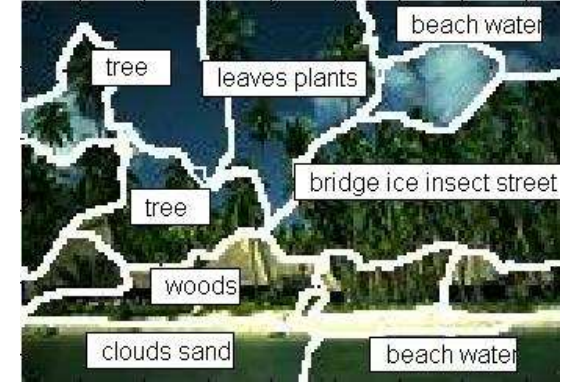 beach water
tree
leaves plants
bridge ice insect street
tree
woods
clouds sand
beach water